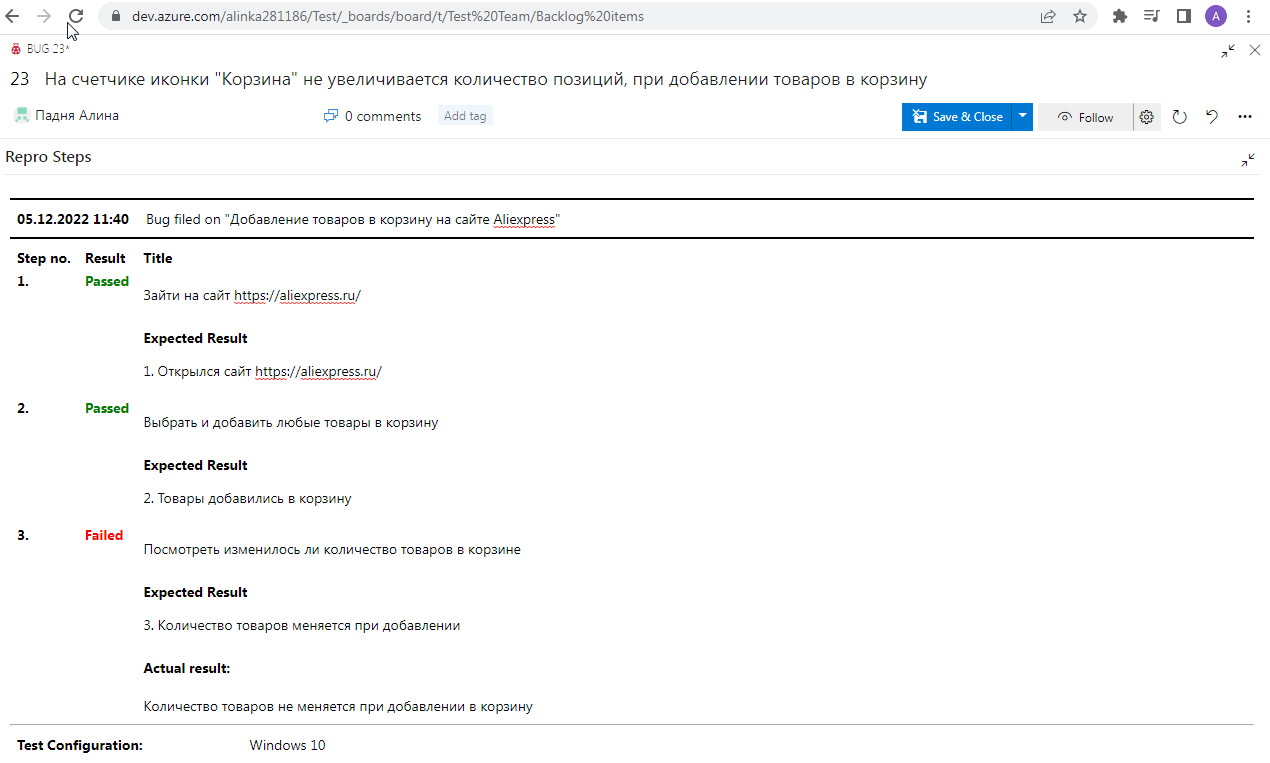 dev.azure.com/alinka281186/Test/_boards/board/t/Test%20Team/Backlog%20items
A
BUG 23*
23 На счетчике иконки "Корзина" не увеличивается количество позиций, при добавлении товаров в корзину
Падня Алина 0 comments Add tag Save & Close Follow
Repro Steps
05.12.2022 11:40 Bug filed on "Добавление товаров в корзину на сайте Aliexpress"
Step no. Result Title
1. Passed
Зайти на сайт https://aliexpress.ru/
Expected Result
1. Открылся сайт https://aliexpress.ru/
2. Passed
Выбрать и добавить любые товары в корзину
Expected Result
2. Товары добавились в корзину
3. Failed
Посмотреть изменилось ли количество товаров в корзине
Expected Result
3. Количество товаров меняется при добавлении
Actual result:
Количество товаров не меняется при добавлении в корзину
Test Configuration: Windows 10